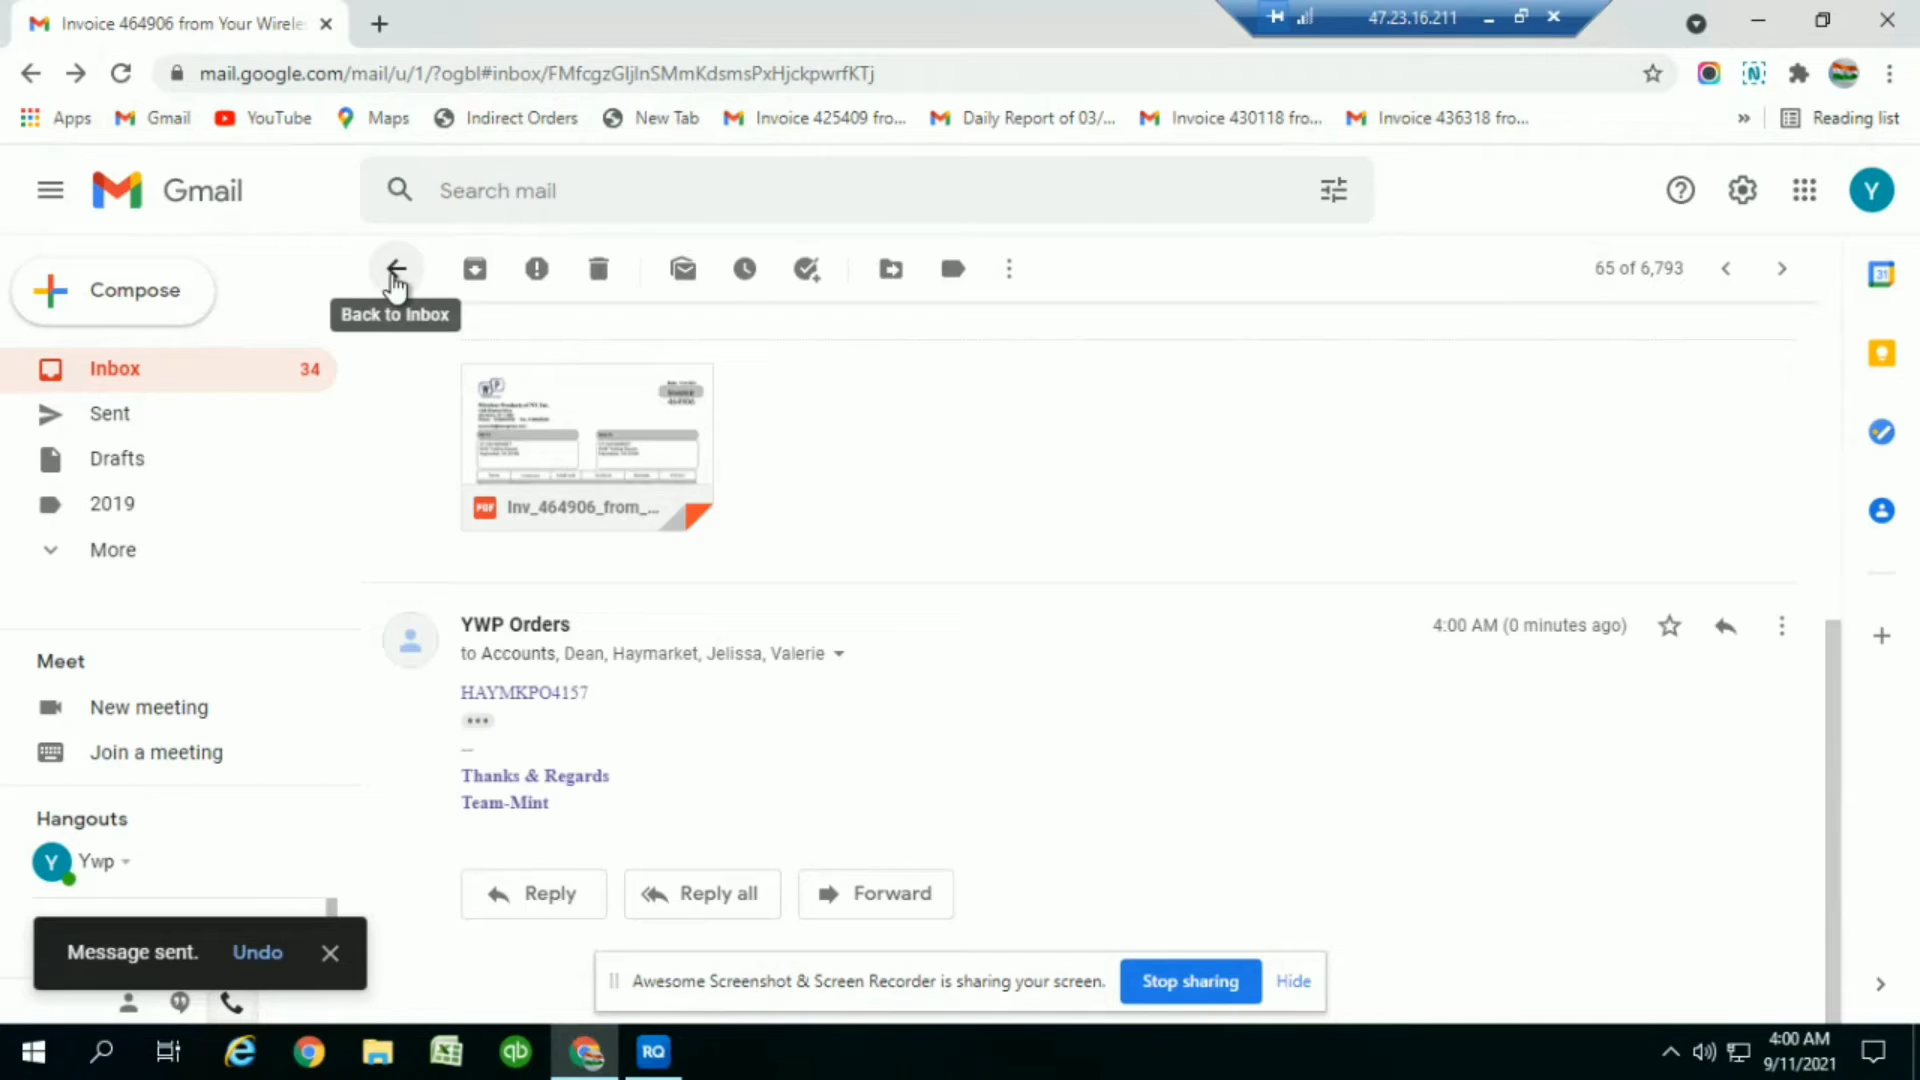 Invoice 464906 from Your Wirele
47.23.16.211
mail.google.com/mail/u/1/?ogbl#inbox/FMfcgzGljlnSMmKdsmsPxHjckpwrfKTj
Apps
Gmail
YouTube
Maps
Indirect Orders
New Tab
Invoice 425409 fro...
Daily Report of 03/...
Invoice 430118 fro...
Invoice 436318 fro...
Reading list
Gmail
Search mail
Y
Compose
65 of 6,793
Back to Inbox
Inbox 34
Sent
Drafts
2019
More
Inv_464906_from_...
PDF
YWP Orders
4:00 AM (0 minutes ago)
to Accounts, Dean, Haymarket, Jelissa, Valerie
HAYMKPO4157
--
Thanks & Regards
Team-Mint
Meet
New meeting
Join a meeting
Hangouts
Y Ywp
Reply
Reply all
Forward
Message sent. Undo
Awesome Screenshot & Screen Recorder is sharing your screen. Stop sharing Hide
31
qb
RQ
4:00 AM
9/11/2021